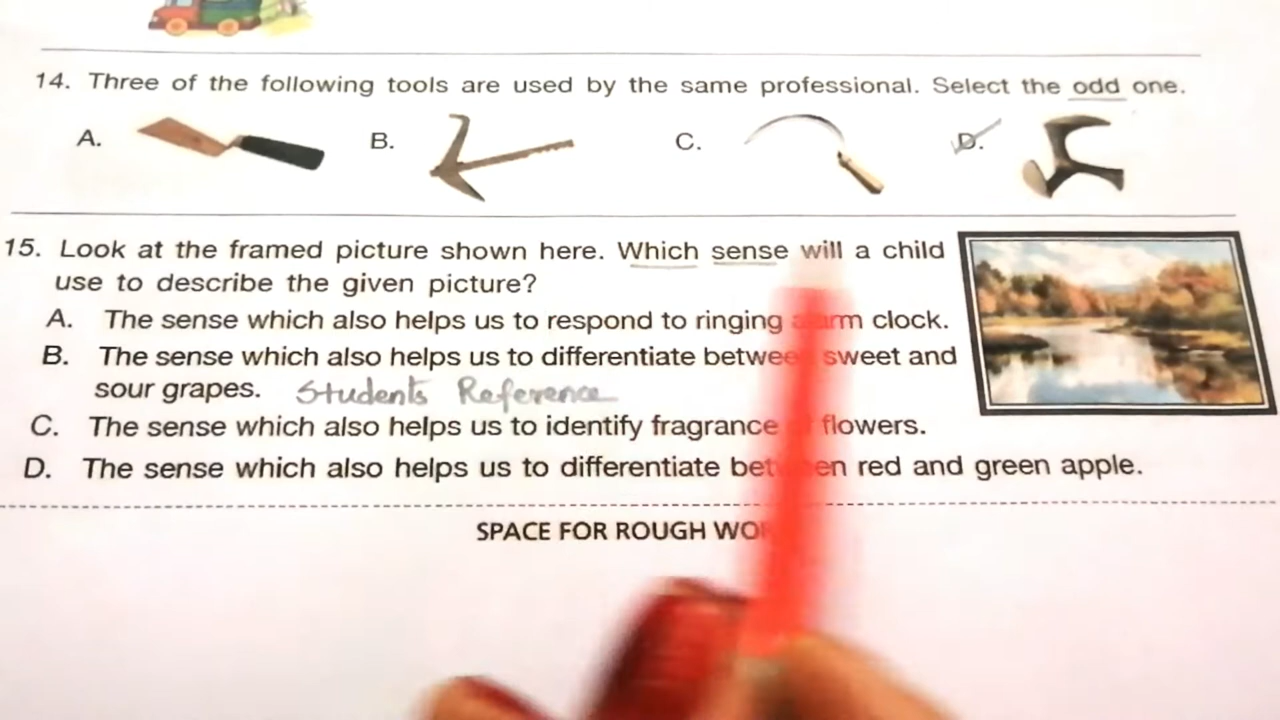 14. Three of the following tools are used by the same professional. Select the odd one.
A. B. C. D.
15. Look at the framed picture shown here. Which sense will a child
use to describe the given picture?
A. The sense which also helps us to respond to ringing alarm clock.
B. The sense which also helps us to differentiate between sweet and
sour grapes. Students Reference
C. The sense which also helps us to identify fragrance flowers.
D. The sense which also helps us to differentiate between red and green apple.
SPACE FOR ROUGH